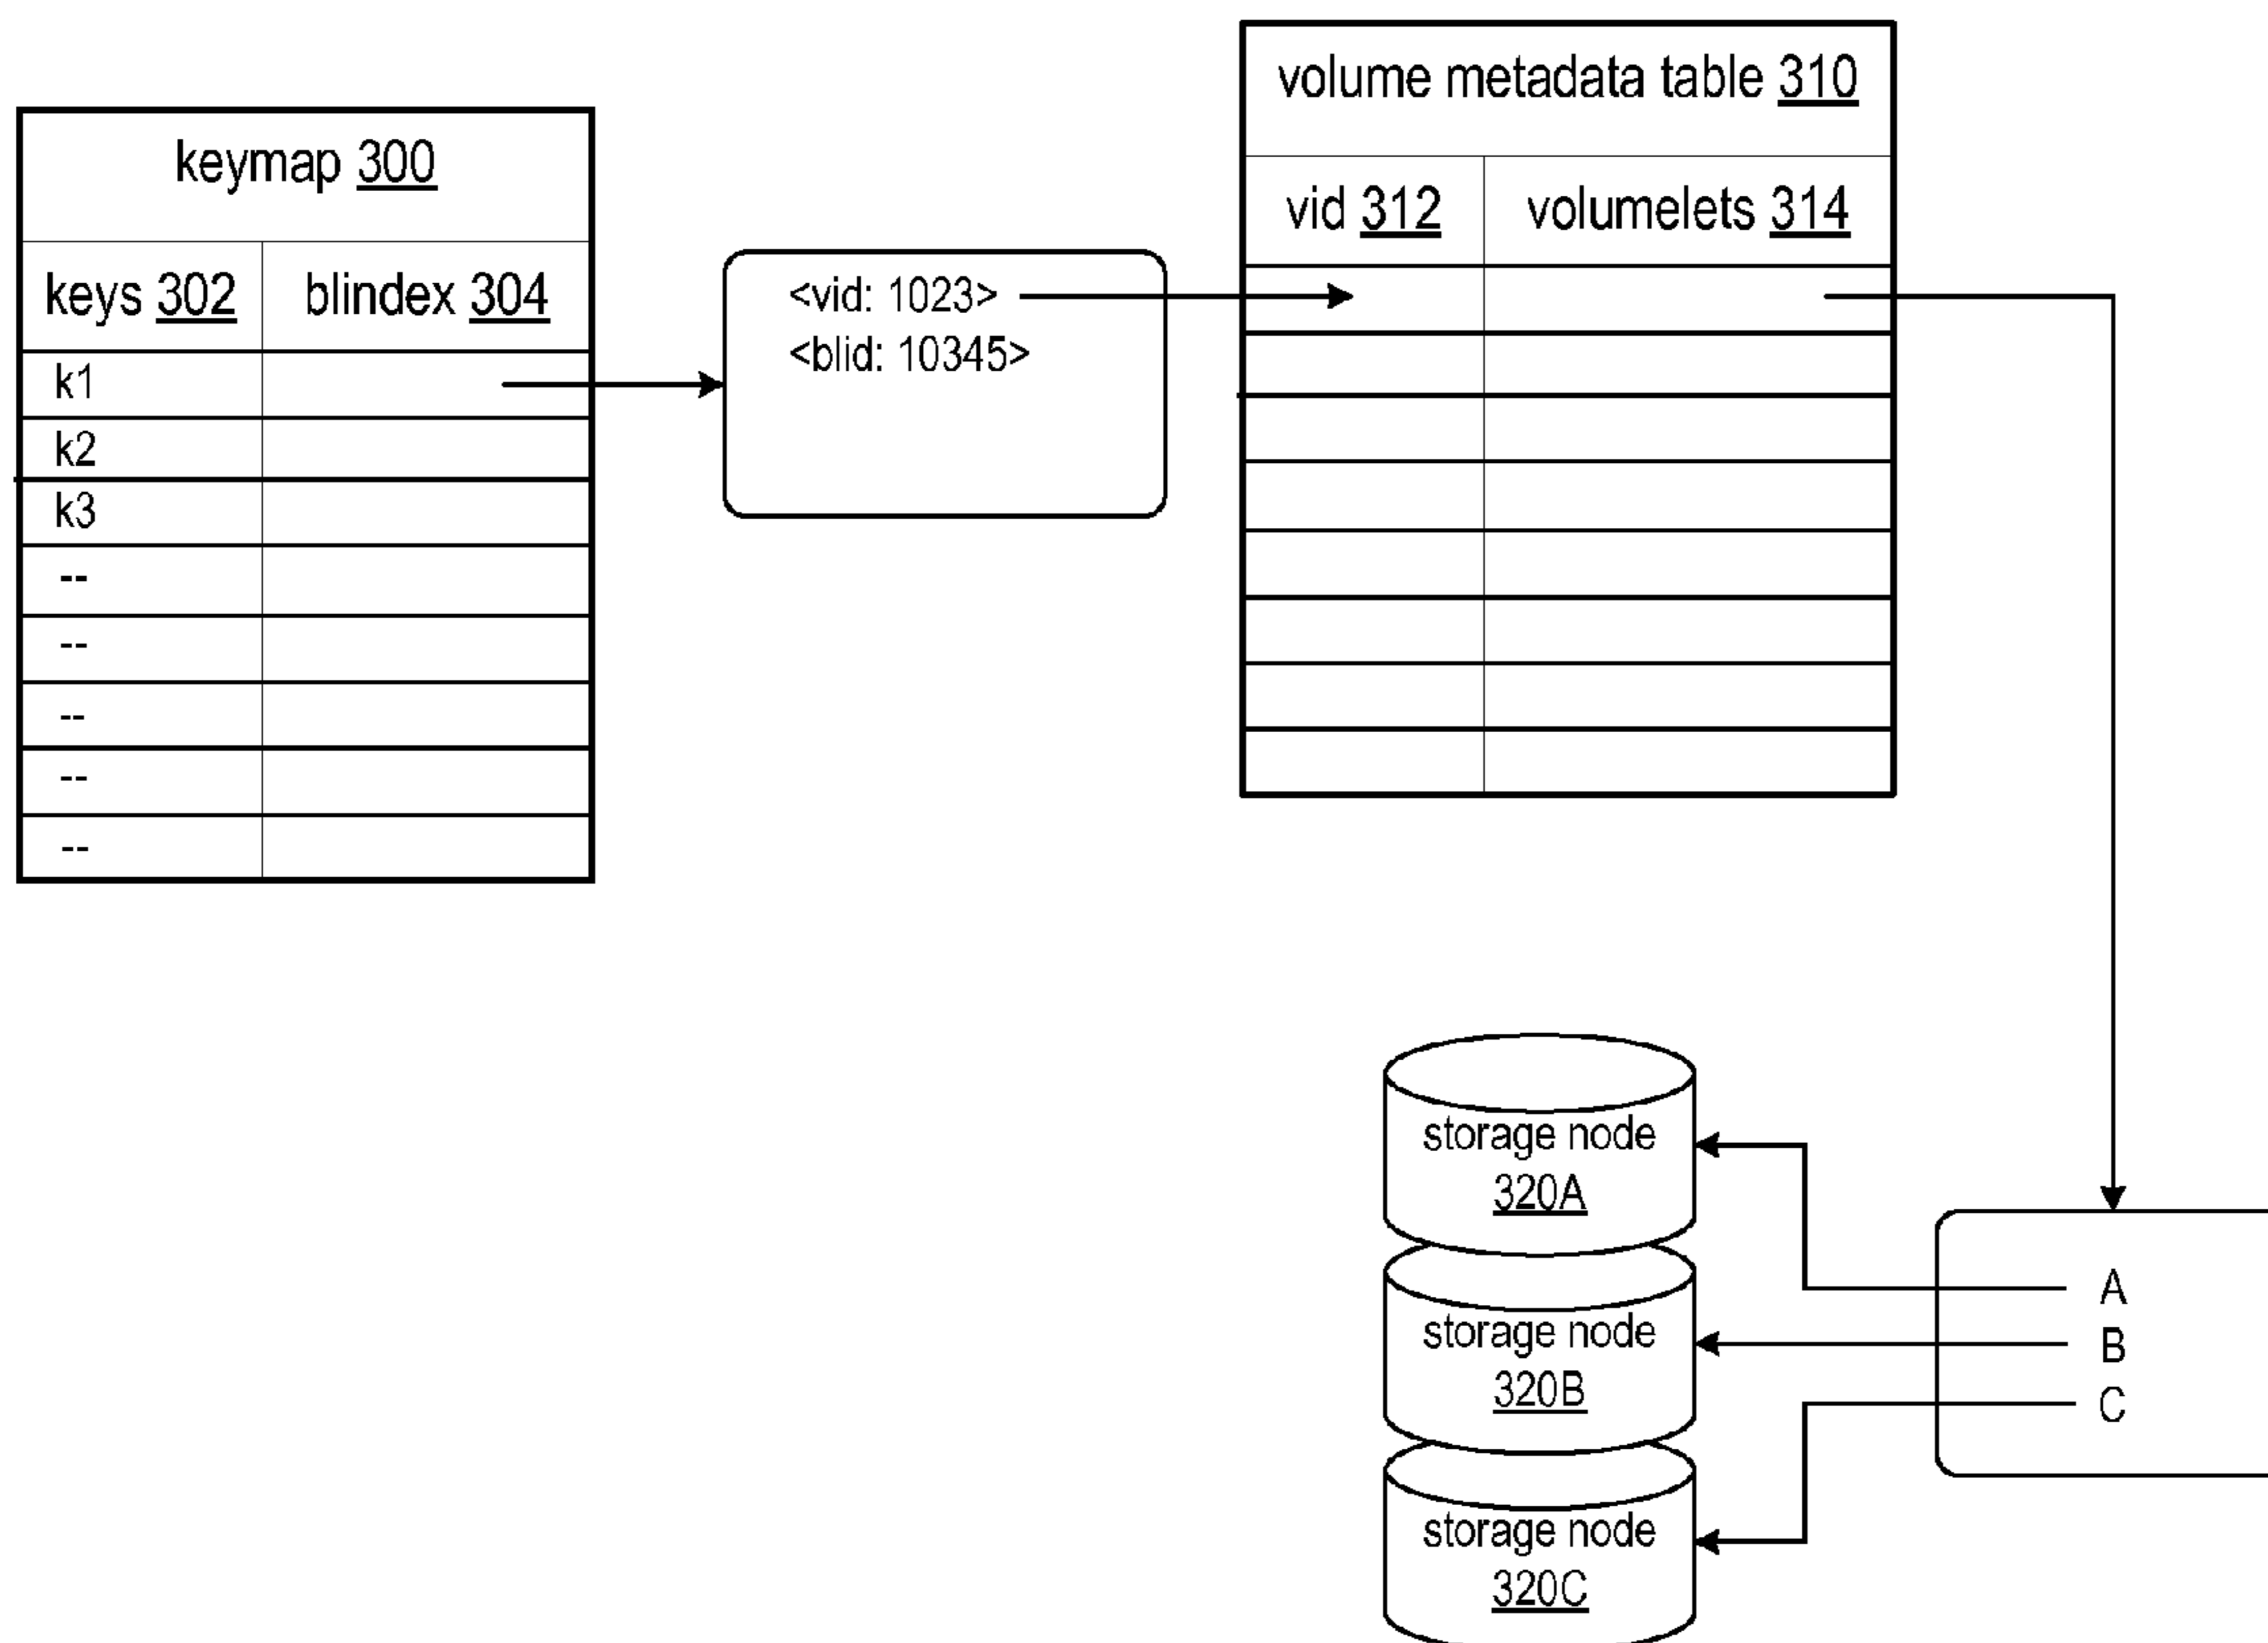 keymap 300
keys 302 blindex 304
k1
k2
k3
--
--
--
--
--
<vid: 1023>
<blid: 10345>
volume metadata table 310
vid 312 volumelets 314
storage node
320A
storage node
320B
storage node
320C
A
B
C